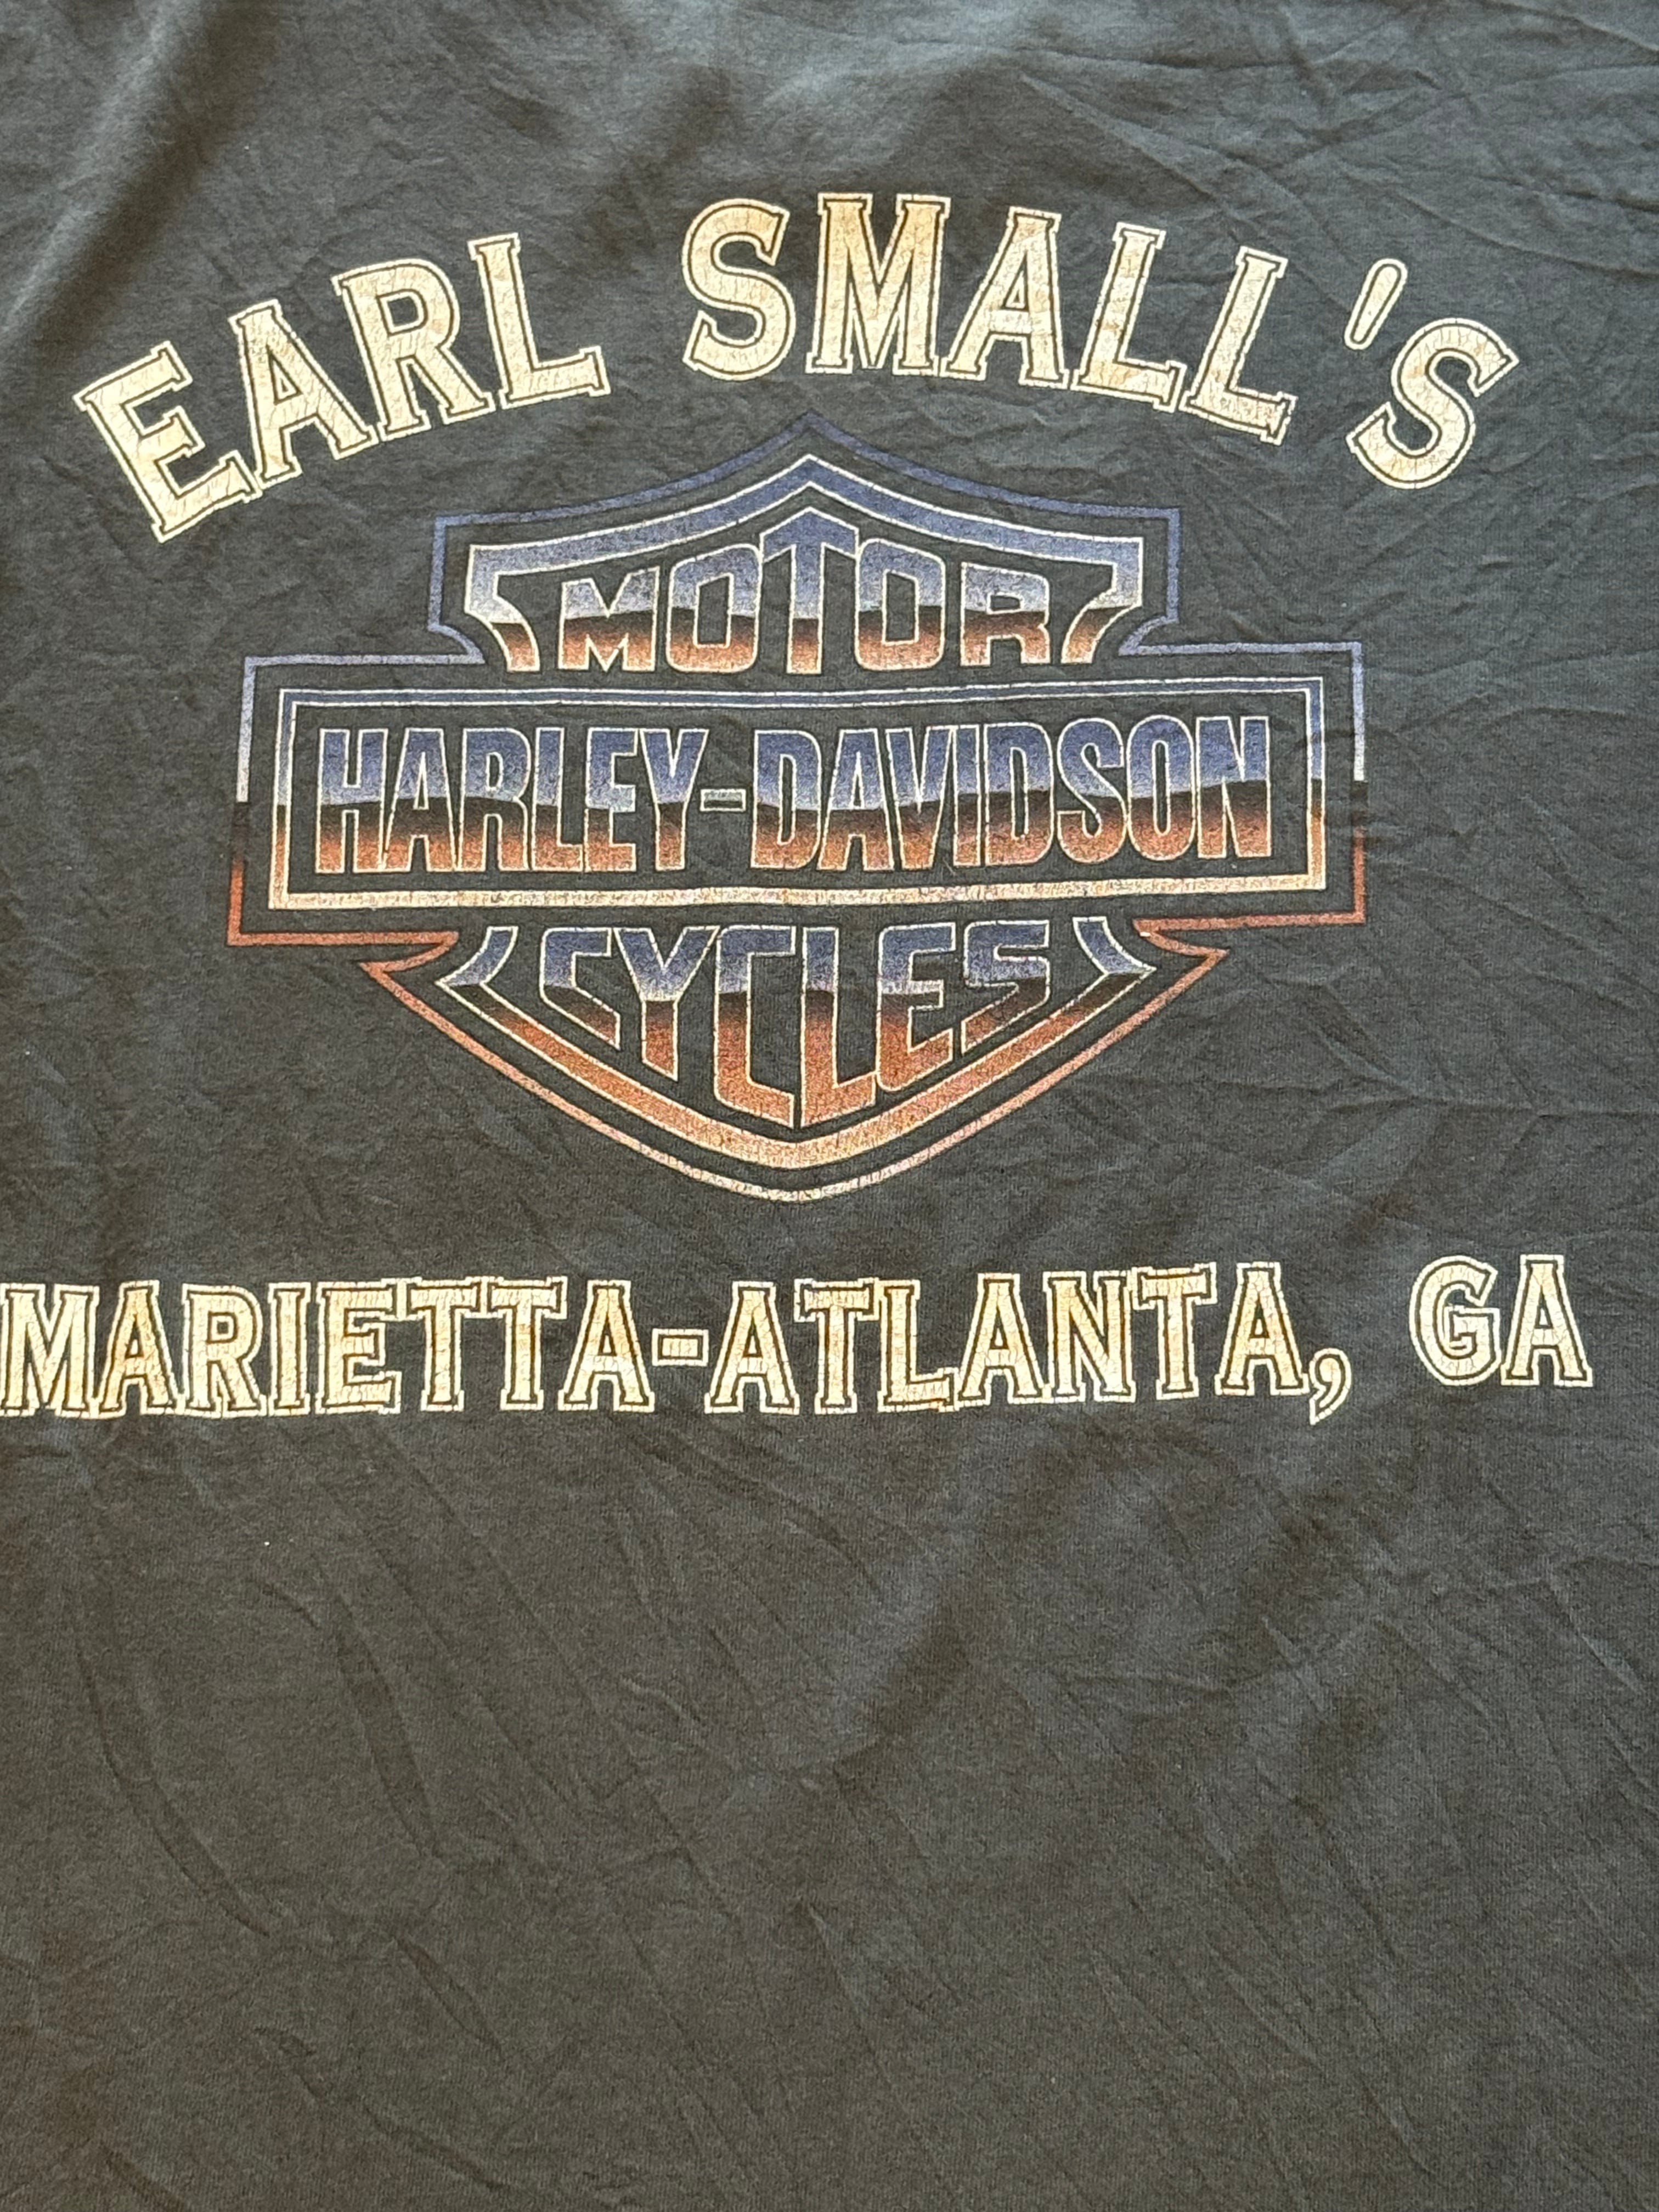 EARL SMALL'S
MOTOR
HARLEY-DAVIDSON
CYCLES
MARIETTA-ATLANTA, GA